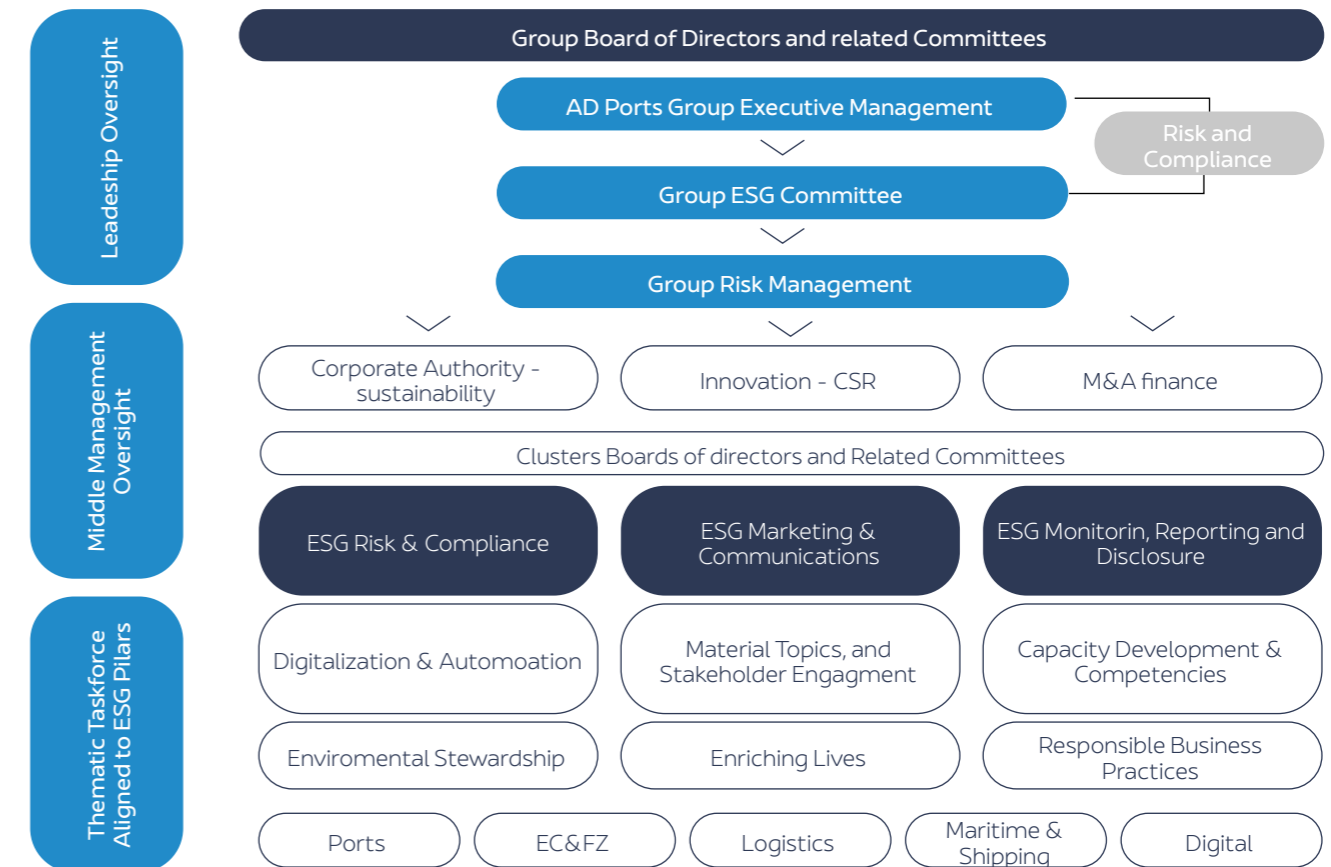 Leadeship Oversight
Group Board of Directors and related Committees
AD Ports Group Executive Management
Risk and
Compliance
Group ESG Committee
Group Risk Management
Middle Management
Oversight
Corporate Authority -
sustainability
Innovation - CSR
M&A finance
Clusters Boards of directors and Related Committees
ESG Risk & Compliance
ESG Marketing &
Communications
ESG Monitorin, Reporting and
Disclosure
Thematic Taskforce
Aligned to ESG Pilars
Digitalization & Automoation
Material Topics, and
Stakeholder Engagment
Capacity Development &
Competencies
Enviromental Stewardship
Enriching Lives
Responsible Business
Practices
Ports
EC&FZ
Logistics
Maritime &
Shipping
Digital